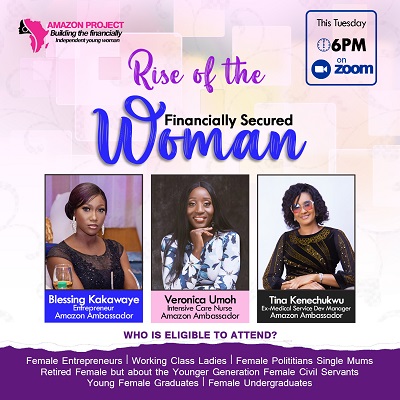 AMAZON PROJECT
Building the financially
Independent young woman
This Tuesday
6PM
on
zoom
Rise of the
Financially Secured
Woman
Blessing Kakawaye
Entrepreneur
Amazon Ambassador
Veronica Umoh
Intensive Care Nurse
Amazon Ambassador
Tina Kenechukwu
Ex-Medical Service Dev Manager
Amazon Ambassador
WHO IS ELIGIBLE TO ATTEND?
Female Entrepreneurs | Working Class Ladies | Female Polititians Single Mums
Retired Female but about the Younger Generation Female Civil Servants
Young Female Graduates | Female Undergraduates